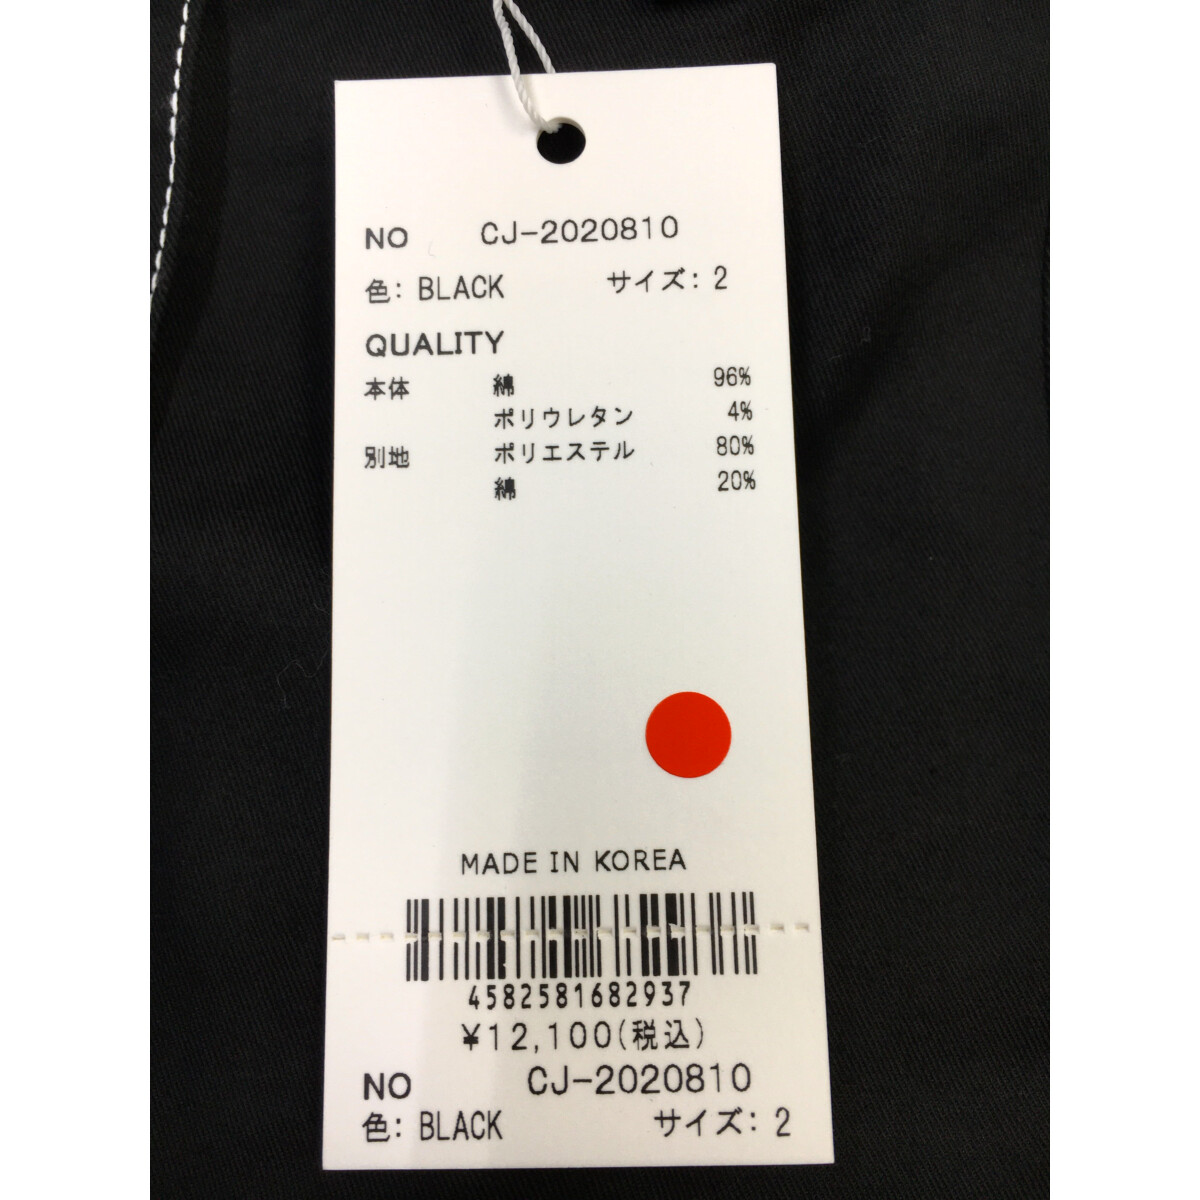 NO CJ-2020810
色: BLACK サイズ: 2
QUALITY
本体 綿 96%
ポリウレタン 4%
別地 ポリエステル 80%
綿 20%
MADE IN KOREA
4582581682937
¥12,100(税込)
NO CJ-2020810
色: BLACK サイズ: 2